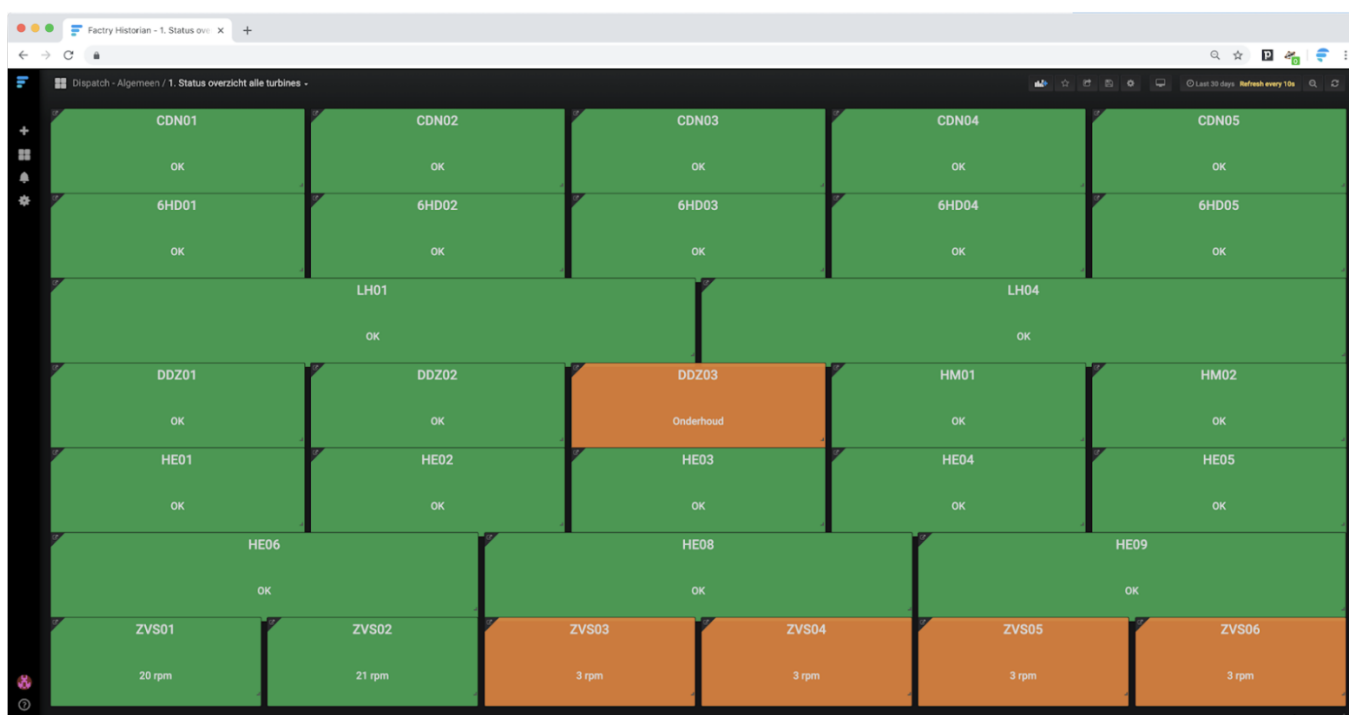 Factry Historian - 1. Status ove
Dispatch - Algemeen / 1. Status overzicht alle turbines
Last 30 days Refresh every 10s
CDN01 CDN02 CDN03 CDN04 CDN05
OK OK OK OK OK
6HD01 6HD02 6HD03 6HD04 6HD05
OK OK OK OK OK
LH01 LH04
OK OK
DDZ01 DDZ02 DDZ03 HM01 HM02
OK OK Onderhoud OK OK
HE01 HE02 HE03 HE04 HE05
OK OK OK OK OK
HE06 HE08 HE09
OK OK OK
ZVS01 ZVS02 ZVS03 ZVS04 ZVS05 ZVS06
20 rpm 21 rpm 3 rpm 3 rpm 3 rpm 3 rpm